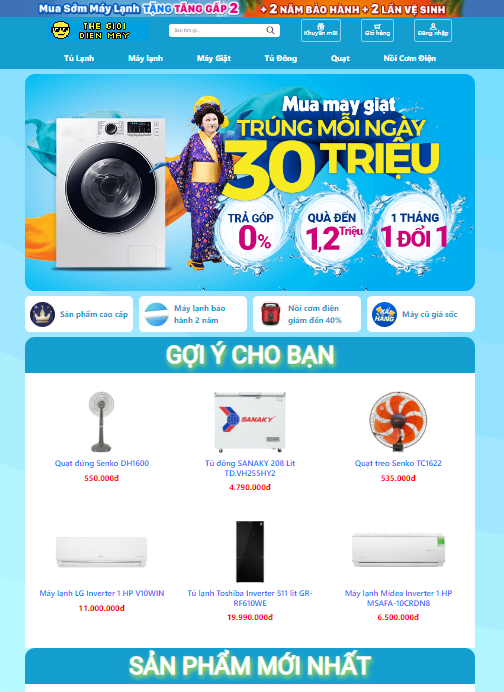 Mua Sớm Máy Lạnh TẶNG TĂNG GẤP 2 + 2 NĂM BẢO HÀNH + 2 LẦN VỆ SINH
THE GIOI
DIEN MAY
Bạn tìm gì...
Khuyến mãi
Giỏ hàng
Đăng nhập
Tủ Lạnh
Máy lạnh
Máy Giặt
Tủ Đông
Quạt
Nồi Cơm Điện
Mua máy giặt
TRÚNG MỖI NGÀY
30 TRIỆU
TRẢ GÓP
0%
QUÀ ĐẾN
1,2 Triệu
1 THÁNG
1 ĐỔI 1
Sản phẩm cao cấp
Máy lạnh bảo
hành 2 năm
Nồi cơm điện
giảm đến 40%
XẢ
HÀNG
Máy cũ giá sốc
GỢI Ý CHO BẠN
SANAKY
Quạt đứng Senko DH1600
550.000đ
Tủ đông SANAKY 208 Lít
TD.VH255HY2
4.790.000đ
Quạt treo Senko TC1622
535.000đ
Máy lạnh LG Inverter 1 HP V10WIN
11.000.000đ
Tủ lạnh Toshiba Inverter 511 lít GR-
RF610WE
19.990.000đ
Máy lạnh Midea Inverter 1 HP
MSAFA-10CRDN8
6.500.000đ
SẢN PHẨM MỚI NHẤT